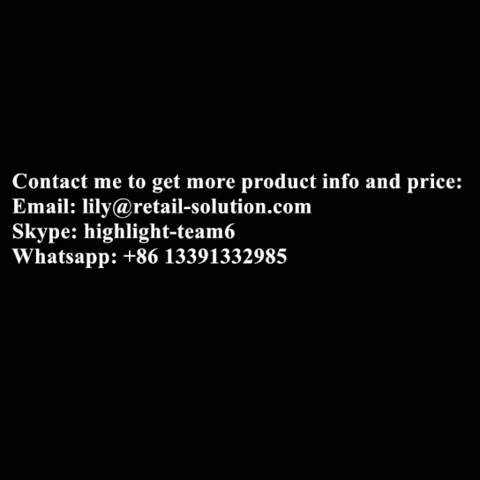 Contact me to get more product info and price:
Email: lily@retail-solution.com
Skype: highlight-team6
Whatsapp: +86 13391332985